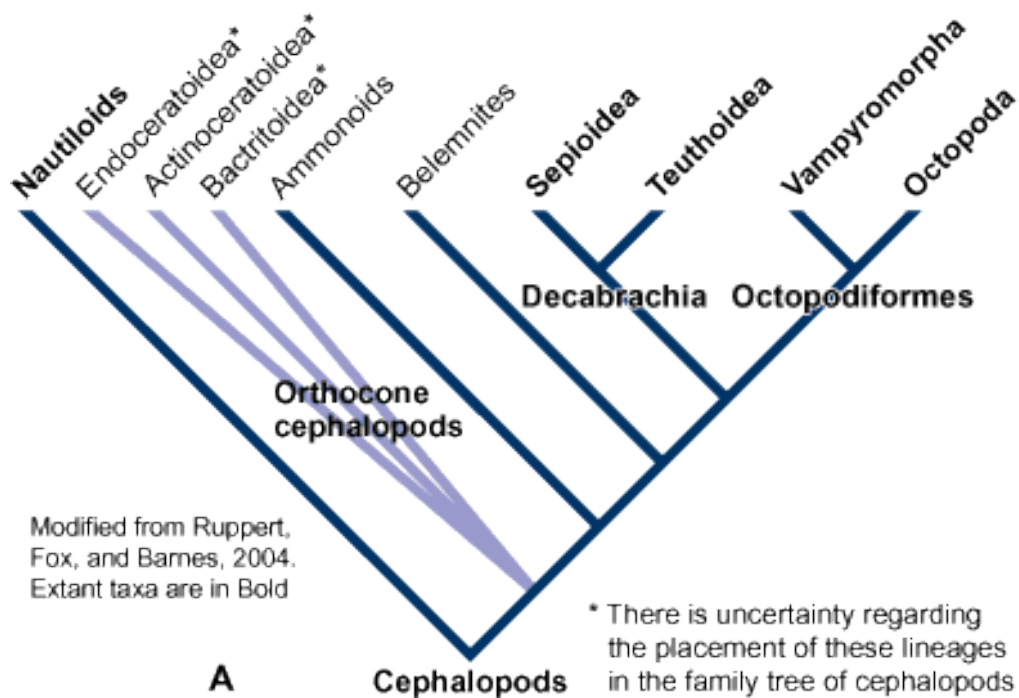 Nautiloids
Endoceratoidea*
Actinoceratoidea*
Bactritoidea*
Ammonoids
Belemnites
Sepioidea
Teuthoidea
Vampyromorpha
Octopoda
Decabrachia
Octopodiformes
Orthocone
cephalopods
Modified from Ruppert,
Fox, and Barnes, 2004.
Extant taxa are in Bold
* There is uncertainty regarding
the placement of these lineages
in the family tree of cephalopods
A
Cephalopods